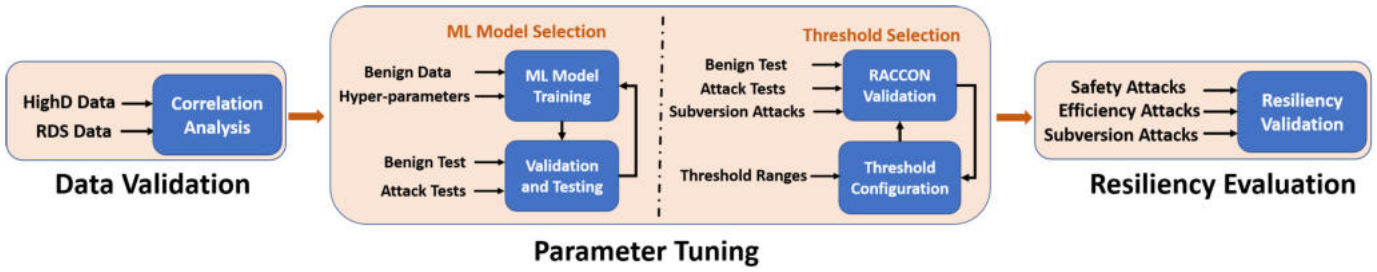 HighD Data
RDS Data
Correlation
Analysis
Data Validation
ML Model Selection
Benign Data
Hyper-parameters
ML Model
Training
Benign Test
Attack Tests
Validation
and Testing
Threshold Selection
Benign Test
Attack Tests
Subversion Attacks
RACCON
Validation
Threshold Ranges
Threshold
Configuration
Parameter Tuning
Safety Attacks
Efficiency Attacks
Subversion Attacks
Resiliency
Validation
Resiliency Evaluation